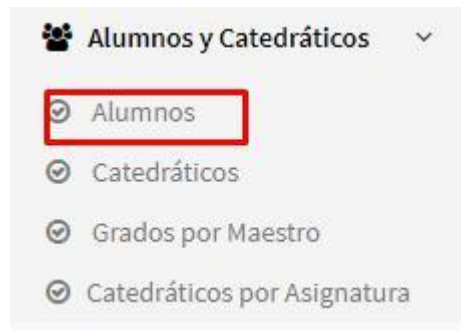 Alumnos y Catedráticos
Alumnos
Catedráticos
Grados por Maestro
Catedráticos por Asignatura